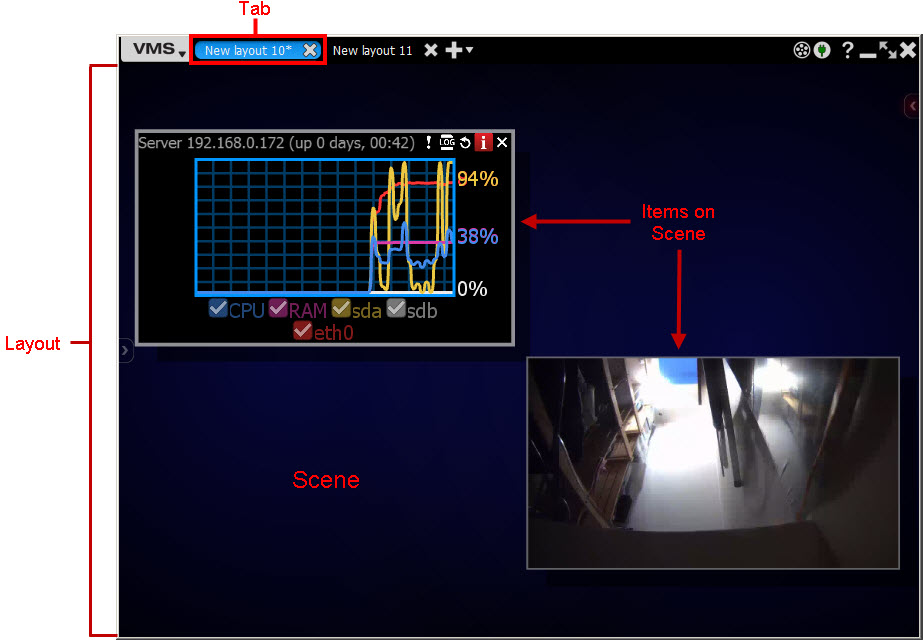 Tab
VMS New layout 10* New layout 11 ?
Server 192.168.0.172 (up 0 days, 00:42) ! LOG i
94%
Items on
Scene
38%
0%
CPU RAM sda sdb
eth0
Layout
Scene